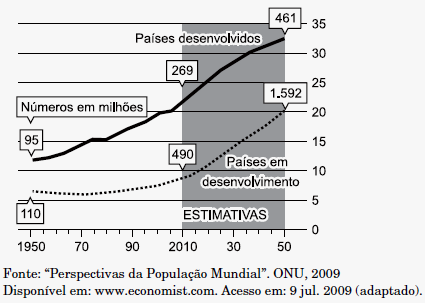 461
35
Países desenvolvidos
30
269
1.592
25
Números em milhões
20
95
490
15
Países em
desenvolvimento
10
110
5
ESTIMATIVAS
0
1950 70 90 2010 30 50
Fonte: “Perspectivas da População Mundial”. ONU, 2009
Disponível em: www.economist.com. Acesso em: 9 jul. 2009 (adaptado).